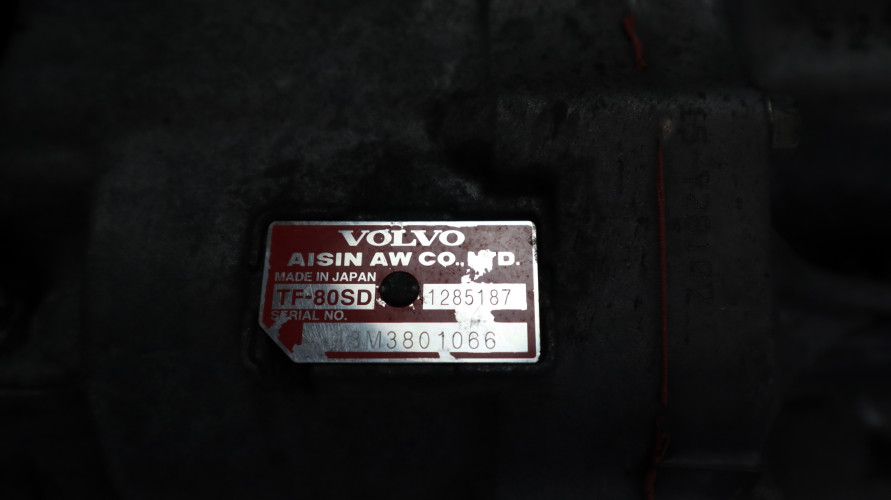 VOLVO
AISIN AW CO., LTD.
MADE IN JAPAN
TF-80SD 1285187
SERIAL NO.
M3801066